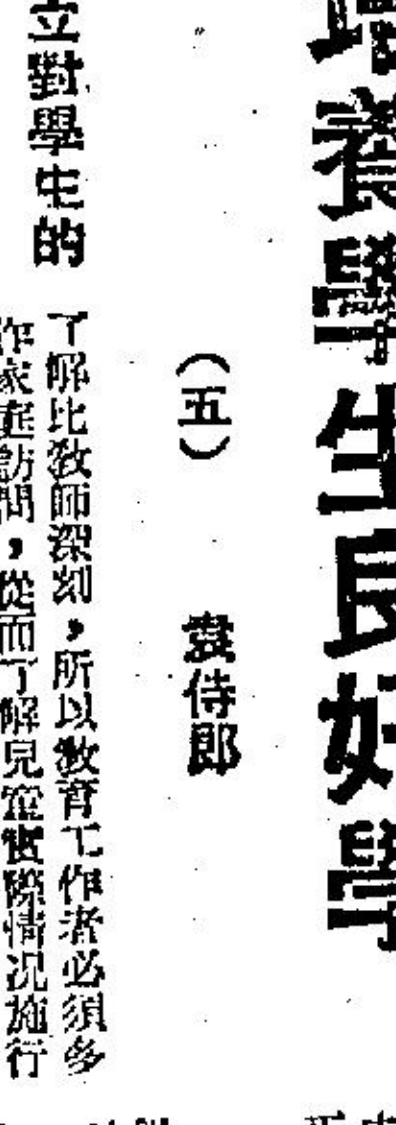 養學生良好學
(五)　袁侍郎
立對學生的
了解比教師深刻，所以教育工作者必須多
作家庭訪問，從而了解兒童實際情況施行